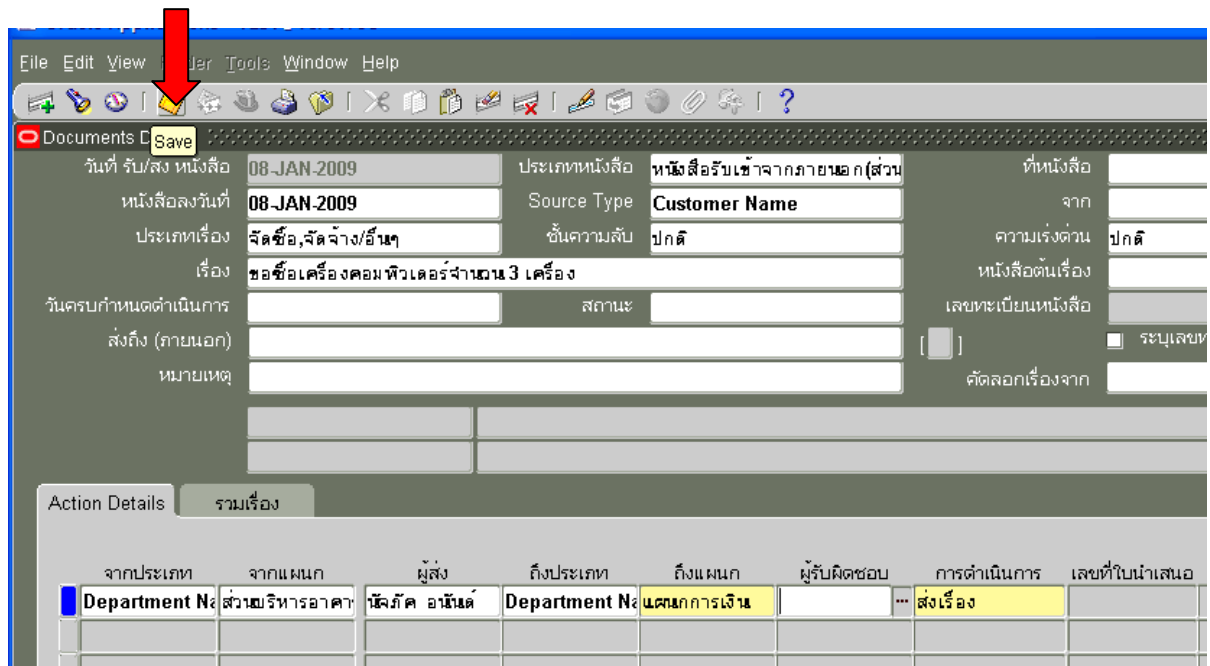 File Edit View Tools Window Help
Save
Documents D
วันที่ รับ/ส่ง หนังสือ 08-JAN-2009 ประเภทหนังสือ หนังสือรับเข้าจากภายนอก(ส่วน ที่หนังสือ
หนังสือลงวันที่ 08-JAN-2009 Source Type Customer Name จาก
ประเภทเรื่อง จัดซื้อ,จัดจ้าง/อื่นๆ ชั้นความลับ ปกติ ความเร่งด่วน ปกติ
เรื่อง ขอซื้อเครื่องคอมพิวเตอร์จำนวน 3 เครื่อง หนังสือต้นเรื่อง
วันครบกำหนดดำเนินการ สถานะ เลขทะเบียนหนังสือ
ส่งถึง (ภายนอก) [ ] ระบุเลขท
หมายเหตุ คัดลอกเรื่องจาก
Action Details รวมเรื่อง
จากประเภท จากแผนก ผู้ส่ง ถึงประเภท ถึงแผนก ผู้รับผิดชอบ การดำเนินการ เลขที่ใบนำเสนอ
Department Na ส่วนบริหารอาคา อนันต์ Department Na แผนกการเงิน ... ส่งเรื่อง